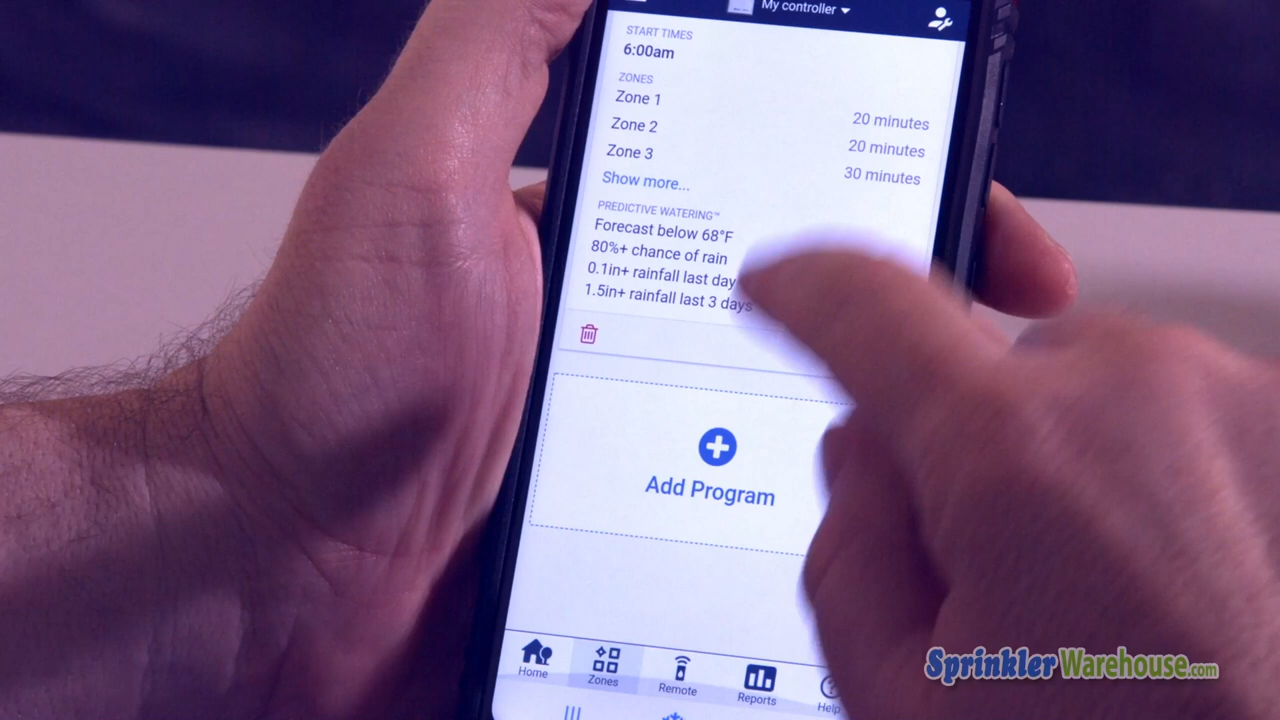 My controller
START TIMES
6:00am
ZONES
Zone 1 20 minutes
Zone 2 20 minutes
Zone 3 30 minutes
Show more...
PREDICTIVE WATERING™
Forecast below 68°F
80%+ chance of rain
0.1in+ rainfall last day
1.5in+ rainfall last 3 days
Add Program
Home Zones Remote Reports Help
SprinklerWarehouse.com